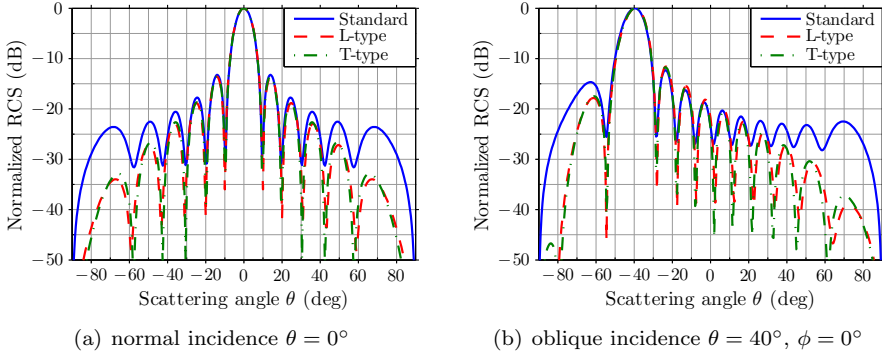 Standard
L-type
T-type
0
−10
−20
−30
−40
−50
Normalized RCS (dB)
−80 −60 −40 −20 0 20 40 60 80
Scattering angle θ (deg)
(a) normal incidence θ = 0°
Standard
L-type
T-type
0
−10
−20
−30
−40
−50
Normalized RCS (dB)
−80 −60 −40 −20 0 20 40 60 80
Scattering angle θ (deg)
(b) oblique incidence θ = 40°, ϕ = 0°